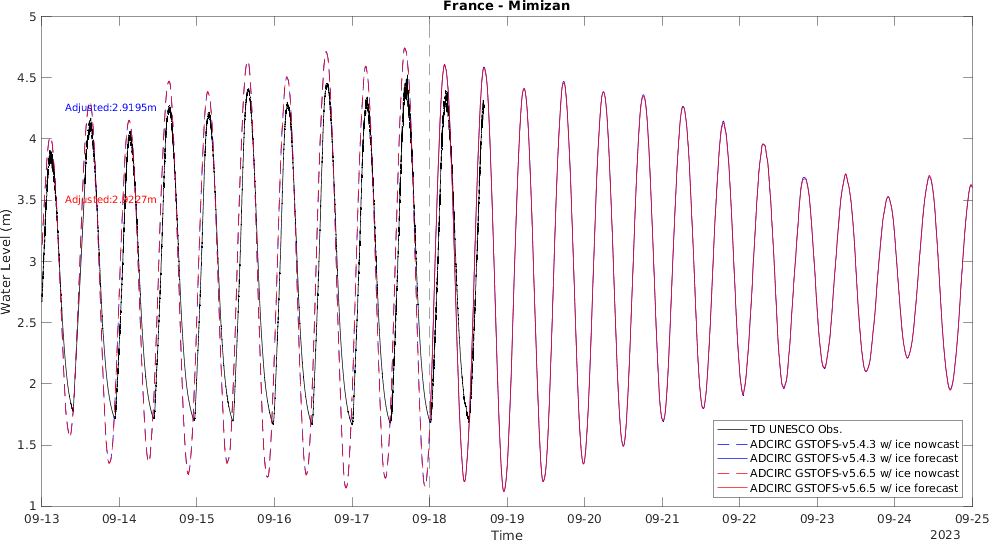 France - Mimizan
5
4.5
4
3.5
3
2.5
2
1.5
1
Water Level (m)
Adjusted:2.9195m
Adjusted:2.9227m
TD UNESCO Obs.
ADCIRC GSTOFS-v5.4.3 w/ ice nowcast
ADCIRC GSTOFS-v5.4.3 w/ ice forecast
ADCIRC GSTOFS-v5.6.5 w/ ice nowcast
ADCIRC GSTOFS-v5.6.5 w/ ice forecast
09-13 09-14 09-15 09-16 09-17 09-18 09-19 09-20 09-21 09-22 09-23 09-24 09-25
Time
2023